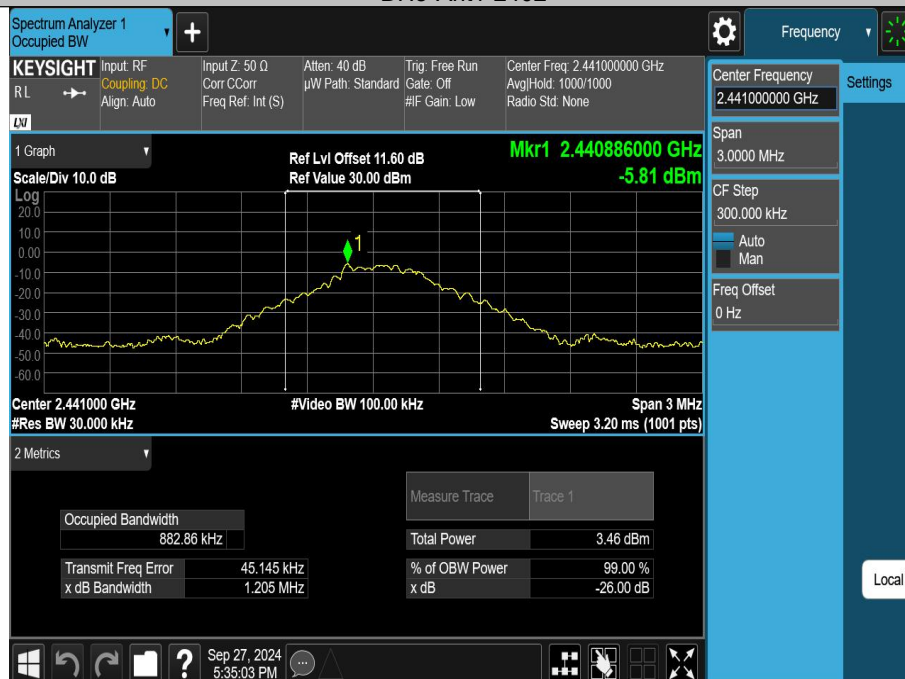 Spectrum Analyzer 1
Occupied BW
Frequency
KEYSIGHT
RL
LXI
Input: RF
Coupling: DC
Align: Auto
Input Z: 50 Ω
Corr CCorr
Freq Ref: Int (S)
Atten: 40 dB
µW Path: Standard
Trig: Free Run
Gate: Off
#IF Gain: Low
Center Freq: 2.441000000 GHz
Avg|Hold: 1000/1000
Radio Std: None
Center Frequency
2.441000000 GHz
Settings
Span
3.0000 MHz
CF Step
300.000 kHz
Auto
Man
Freq Offset
0 Hz
Local
1 Graph
Scale/Div 10.0 dB
Ref Lvl Offset 11.60 dB
Ref Value 30.00 dBm
Mkr1 2.440886000 GHz
-5.81 dBm
Log
20.0
10.0
0.00
-10.0
-20.0
-30.0
-40.0
-50.0
-60.0
1
Center 2.441000 GHz
#Res BW 30.000 kHz
#Video BW 100.00 kHz
Span 3 MHz
Sweep 3.20 ms (1001 pts)
2 Metrics
Measure Trace Trace 1
Occupied Bandwidth
882.86 kHz
Total Power 3.46 dBm
Transmit Freq Error 45.145 kHz
% of OBW Power 99.00 %
x dB Bandwidth 1.205 MHz
x dB -26.00 dB
?
Sep 27, 2024
5:35:03 PM